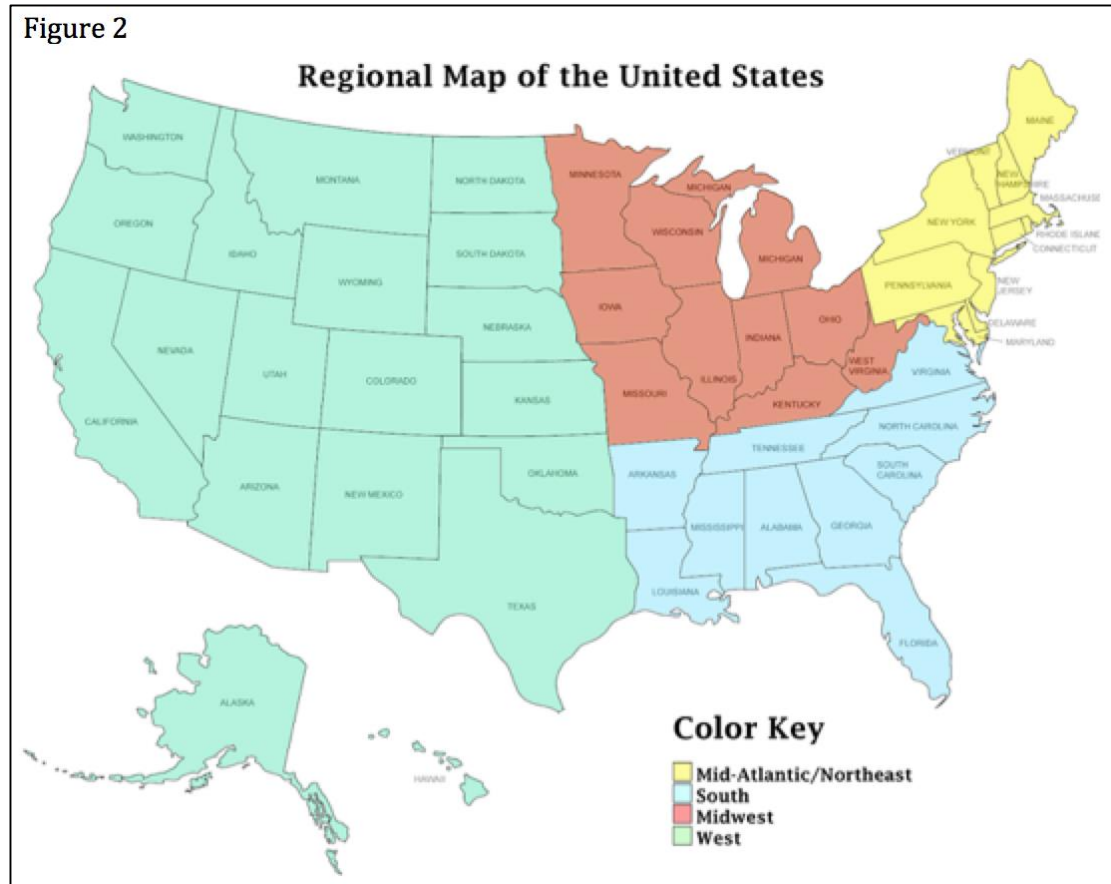 Figure 2
Regional Map of the United States
WASHINGTON
OREGON
IDAHO
MONTANA
WYOMING
NEVADA
UTAH
COLORADO
CALIFORNIA
ARIZONA
NEW MEXICO
NORTH DAKOTA
SOUTH DAKOTA
NEBRASKA
KANSAS
OKLAHOMA
TEXAS
MINNESOTA
IOWA
MISSOURI
WISCONSIN
MICHIGAN
MICHIGAN
ILLINOIS
INDIANA
OHIO
WEST
VIRGINIA
KENTUCKY
MAINE
VERMONT
NEW
HAMPSHIRE
MASSACHUSE
RHODE ISLAND
CONNECTICUT
NEW YORK
PENNSYLVANIA
NEW
JERSEY
DELAWARE
MARYLAND
VIRGINIA
NORTH CAROLINA
TENNESSEE
SOUTH
CAROLINA
ARKANSAS
MISSISSIPPI
ALABAMA
GEORGIA
LOUISIANA
FLORIDA
ALASKA
HAWAII
Color Key
Mid-Atlantic/Northeast
South
Midwest
West